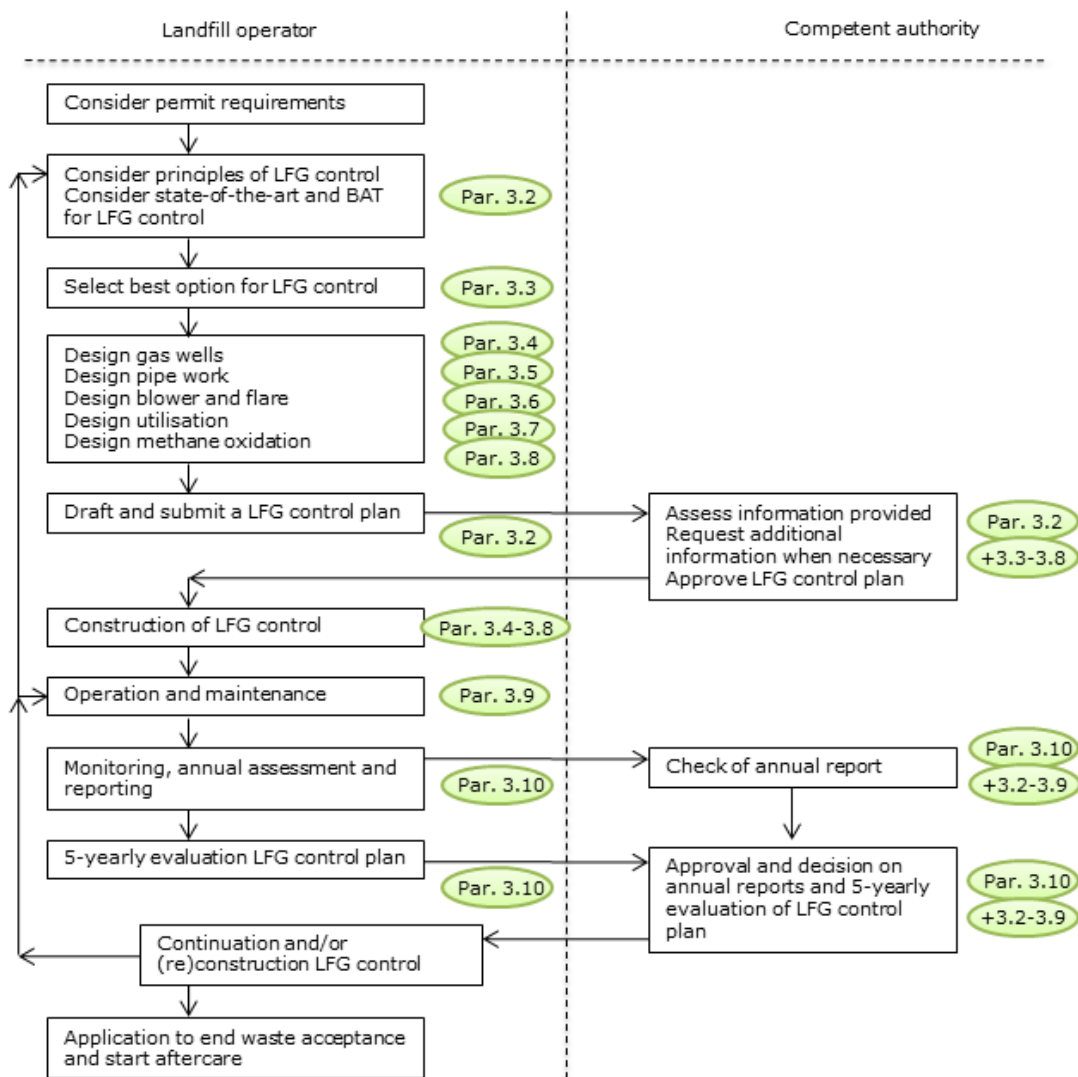 Landfill operator
Competent authority
Consider permit requirements
Consider principles of LFG control
Consider state-of-the-art and BAT
for LFG control
Par. 3.2
Select best option for LFG control
Par. 3.3
Design gas wells
Design pipe work
Design blower and flare
Design utilisation
Design methane oxidation
Par. 3.4
Par. 3.5
Par. 3.6
Par. 3.7
Par. 3.8
Draft and submit a LFG control plan
Par. 3.2
Assess information provided
Request additional
information when necessary
Approve LFG control plan
Par. 3.2
+3.3-3.8
Construction of LFG control
Par. 3.4-3.8
Operation and maintenance
Par. 3.9
Monitoring, annual assessment and
reporting
Par. 3.10
Check of annual report
Par. 3.10
+3.2-3.9
5-yearly evaluation LFG control plan
Par. 3.10
Approval and decision on
annual reports and 5-yearly
evaluation of LFG control
plan
Par. 3.10
+3.2-3.9
Continuation and/or
(re)construction LFG control
Application to end waste acceptance
and start aftercare